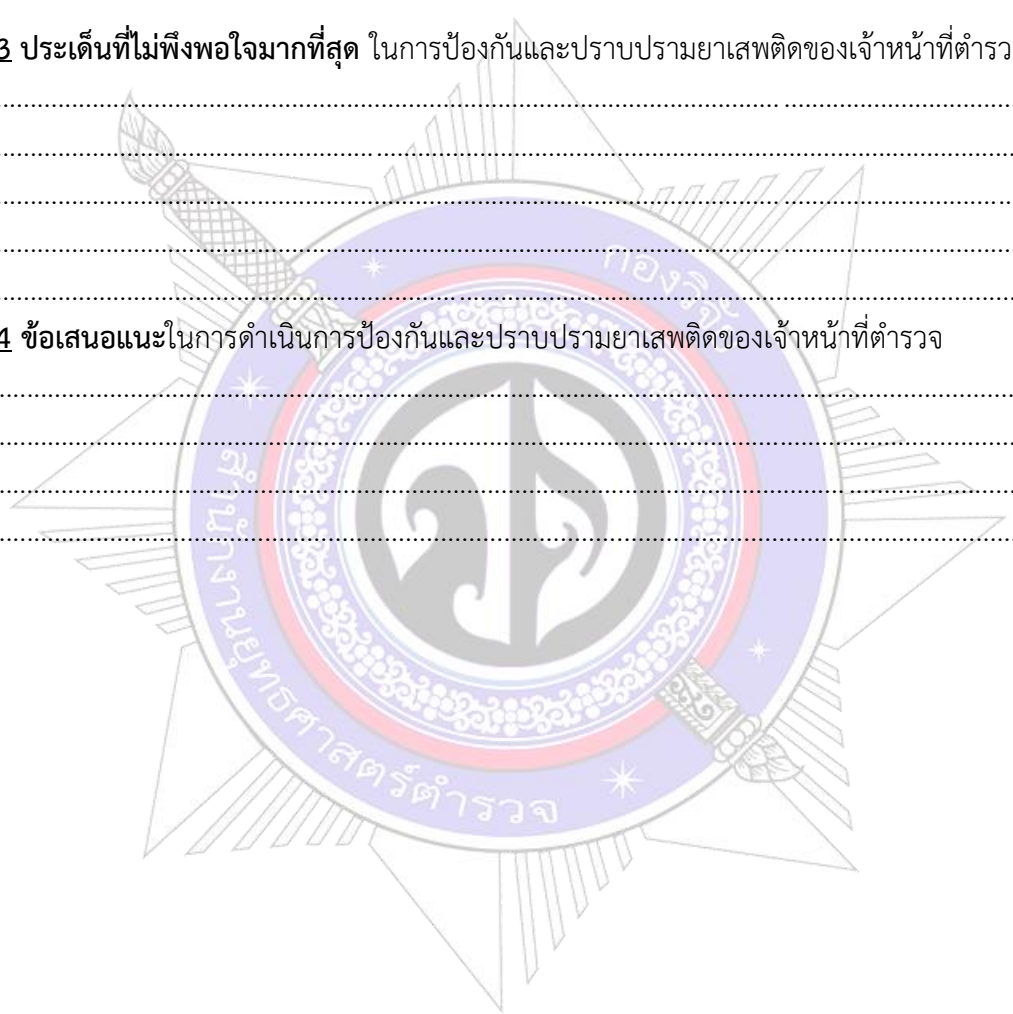 3 ประเด็นที่ไม่พึงพอใจมากที่สุด ในการป้องกันและปราบปรามยาเสพติดของเจ้าหน้าที่ตำรว
4 ข้อเสนอแนะในการดำเนินการป้องกันและปราบปรามยาเสพติดของเจ้าหน้าที่ตำรวจ
กองวิจัย
สำนักงานยุทธศาสตร์ตำรวจ